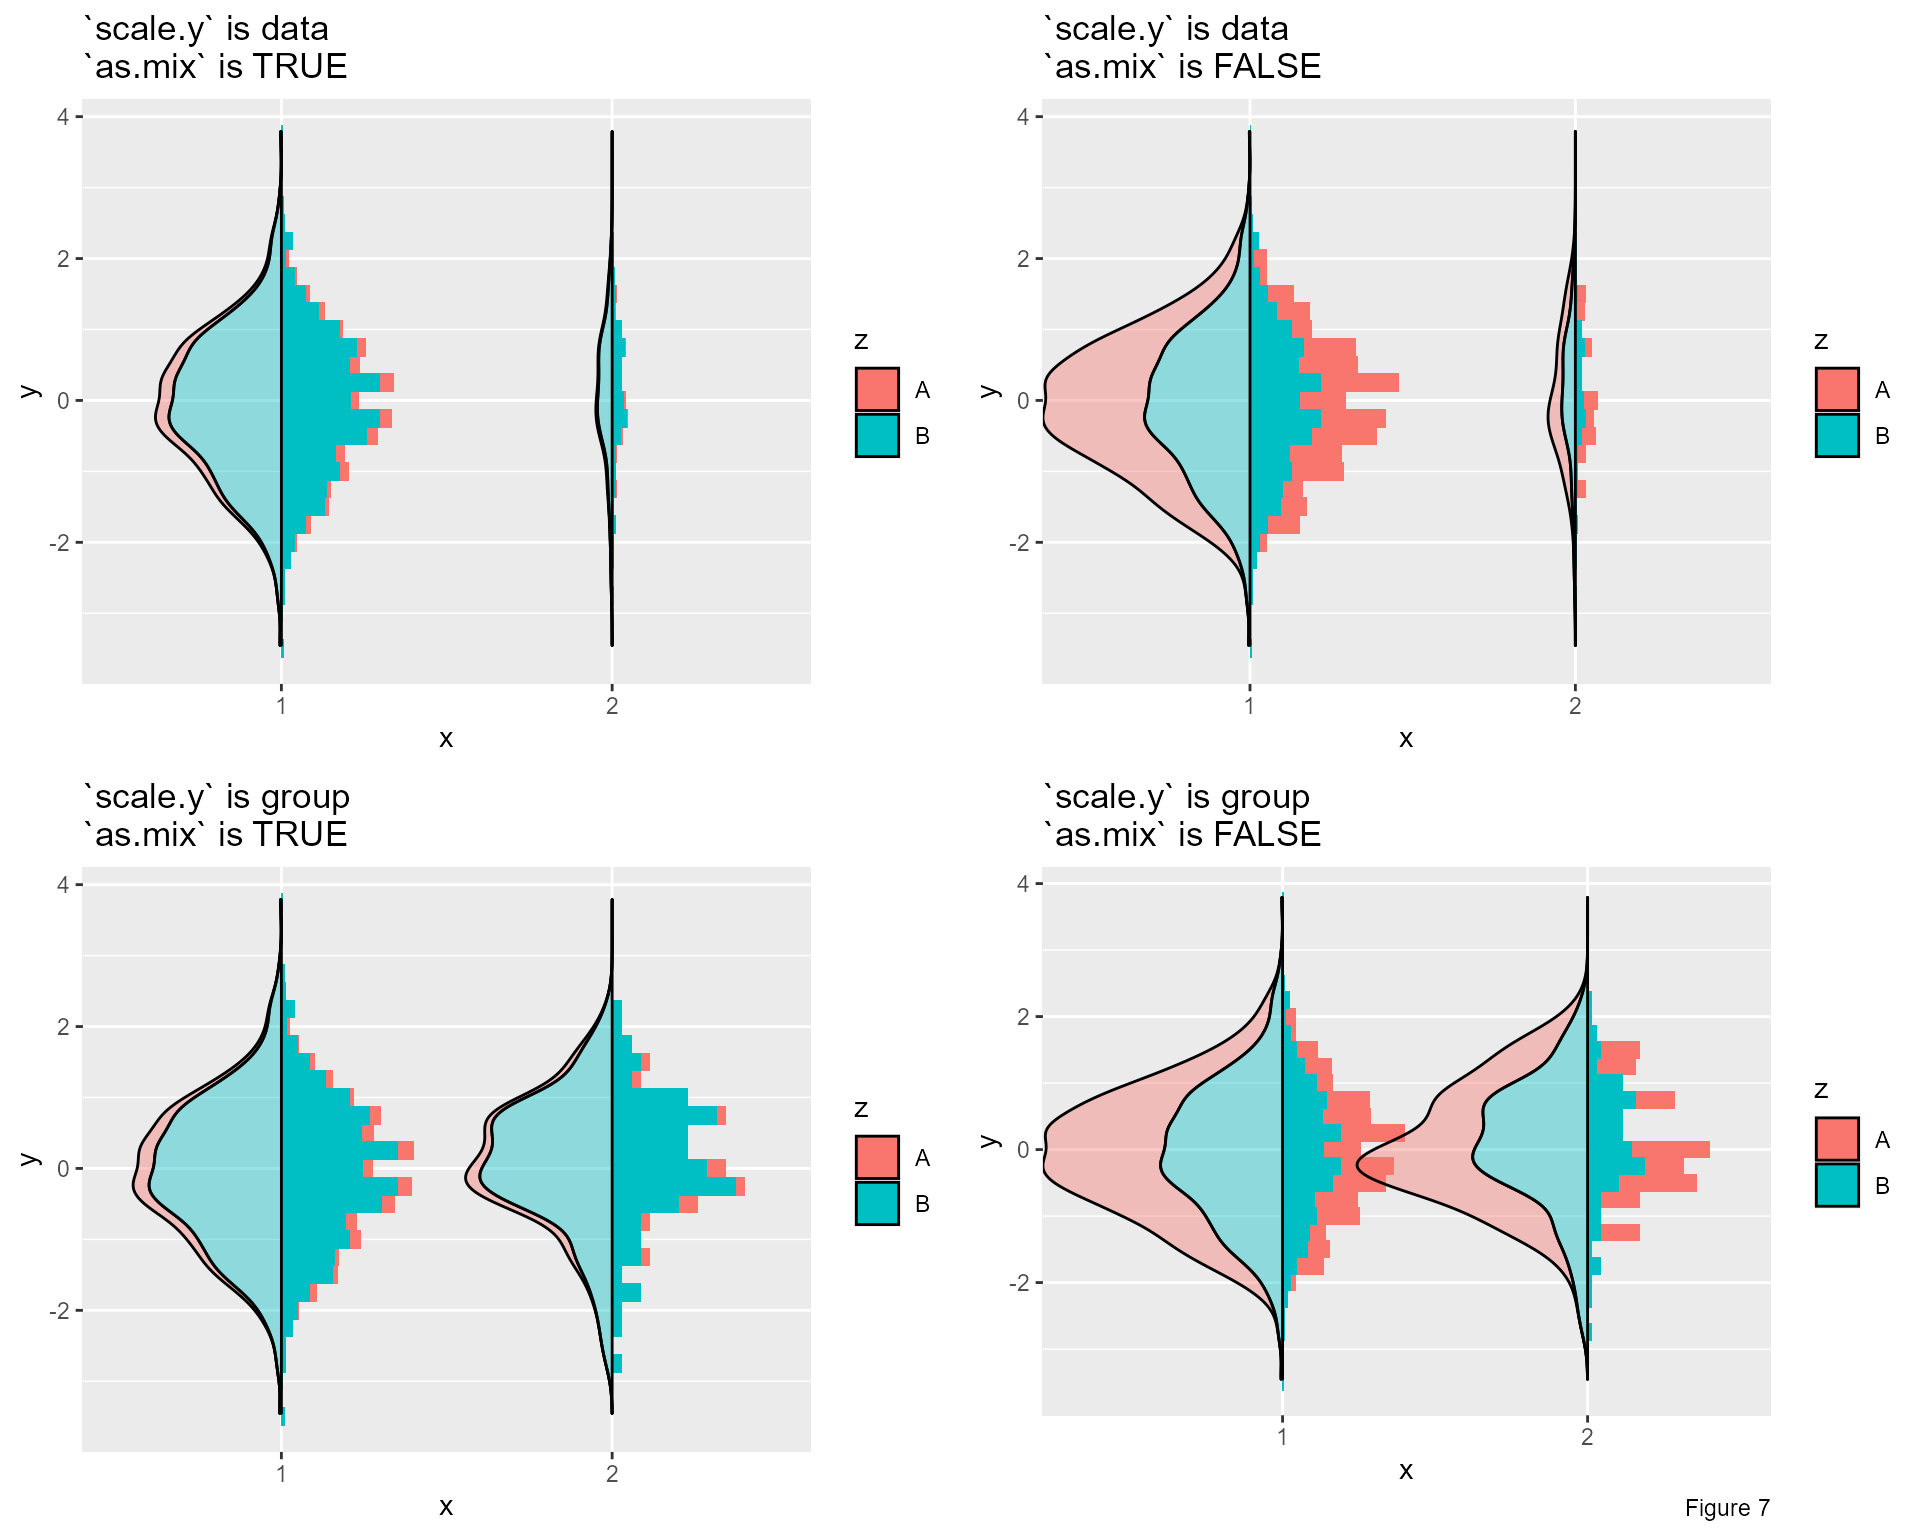 `scale.y` is data
`as.mix` is TRUE
4
2
0
-2
y
1
2
x
z
A
B
`scale.y` is data
`as.mix` is FALSE
4
2
0
-2
y
1
2
x
z
A
B
`scale.y` is group
`as.mix` is TRUE
4
2
0
-2
y
1
2
x
z
A
B
`scale.y` is group
`as.mix` is FALSE
4
2
0
-2
y
1
2
x
z
A
B
Figure 7